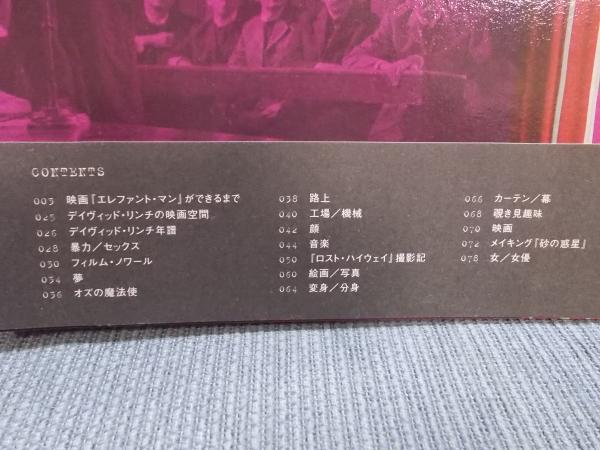 CONTENTS
003 映画『エレファント・マン』ができるまで
025 デイヴィッド・リンチの映画空間
026 デイヴィッド・リンチ年譜
028 暴力／セックス
030 フィルム・ノワール
034 夢
036 オズの魔法使
038 路上
040 工場／機械
042 顔
044 音楽
050 『ロスト・ハイウェイ』撮影記
060 絵画／写真
064 変身／分身
066 カーテン／幕
068 覗き見趣味
070 映画
072 メイキング『砂の惑星』
078 女／女優